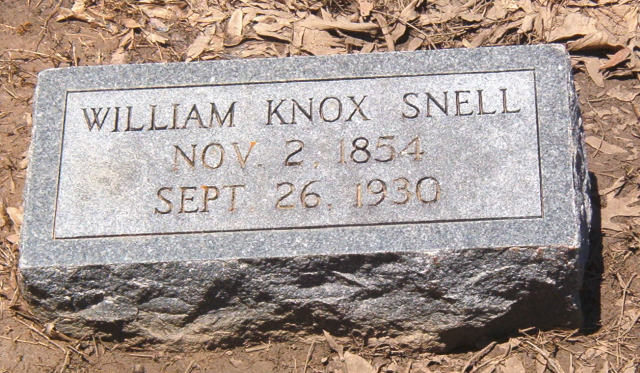 WILLIAM KNOX SNELL
NOV. 2, 1854
SEPT. 26, 1930